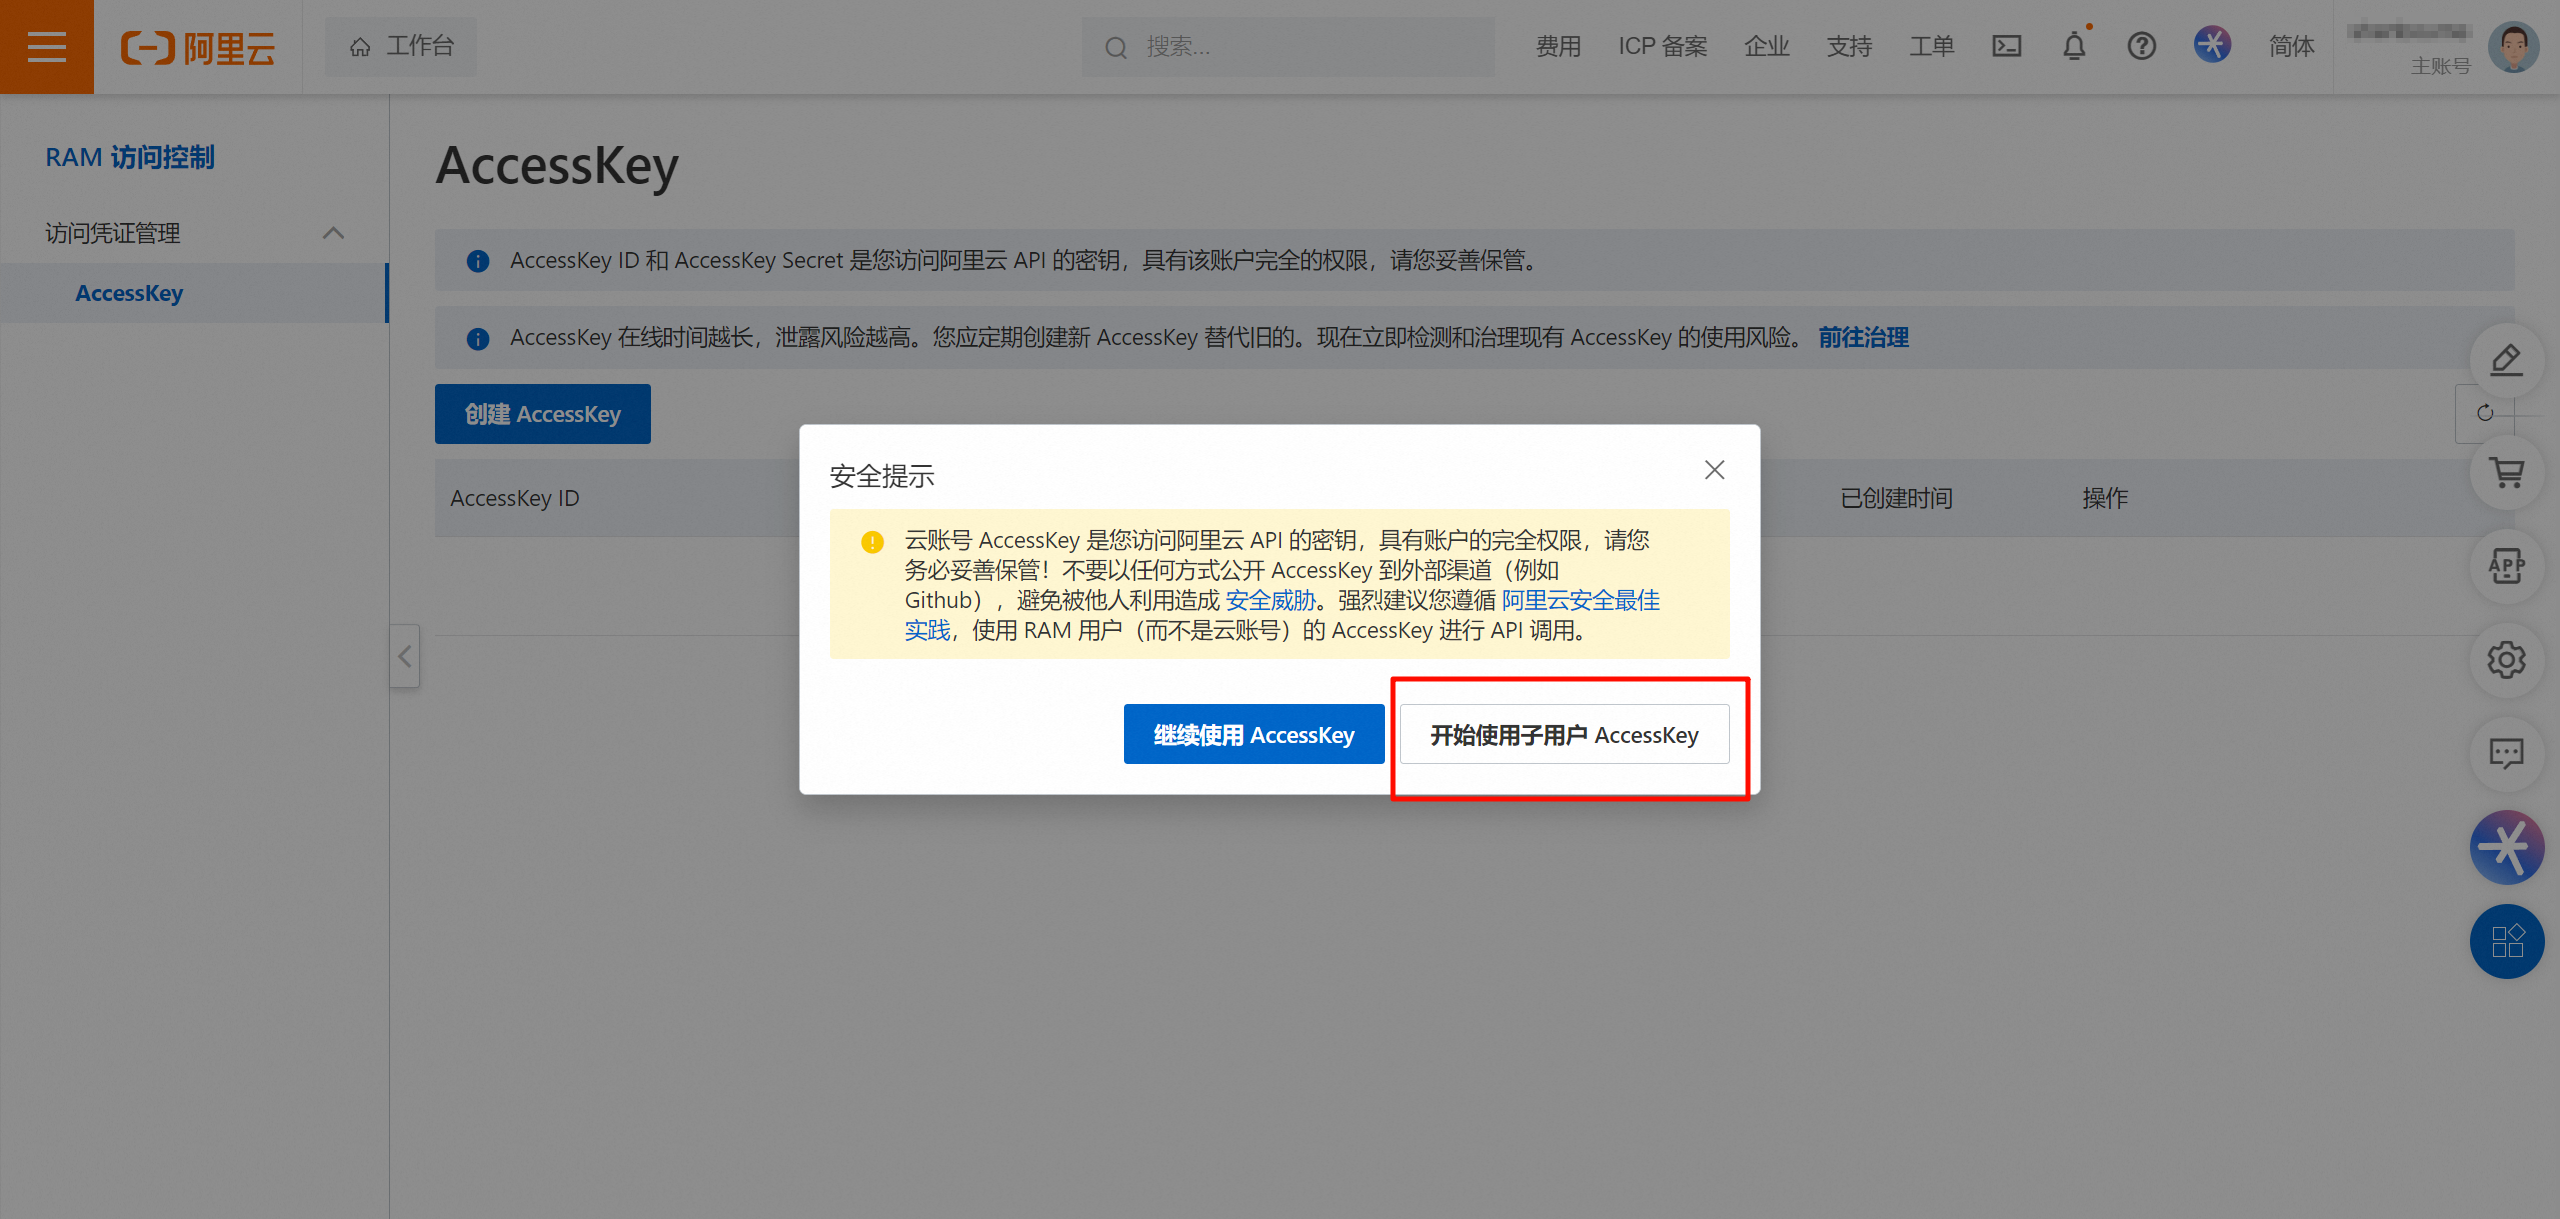 阿里云
工作台
搜索...
费用
ICP 备案
企业
支持
工单
简体
主账号
RAM 访问控制
访问凭证管理
AccessKey
AccessKey
AccessKey ID 和 AccessKey Secret 是您访问阿里云 API 的密钥，具有该账户完全的权限，请您妥善保管。
AccessKey 在线时间越长，泄露风险越高。您应定期创建新 AccessKey 替代旧的。现在立即检测和治理现有 AccessKey 的使用风险。 前往治理
创建 AccessKey
AccessKey ID
已创建时间
操作
安全提示
云账号 AccessKey 是您访问阿里云 API 的密钥，具有账户的完全权限，请您
务必妥善保管！不要以任何方式公开 AccessKey 到外部渠道（例如
Github），避免被他人利用造成 安全威胁。强烈建议您遵循 阿里云安全最佳
实践，使用 RAM 用户（而不是云账号）的 AccessKey 进行 API 调用。
继续使用 AccessKey
开始使用子用户 AccessKey
APP